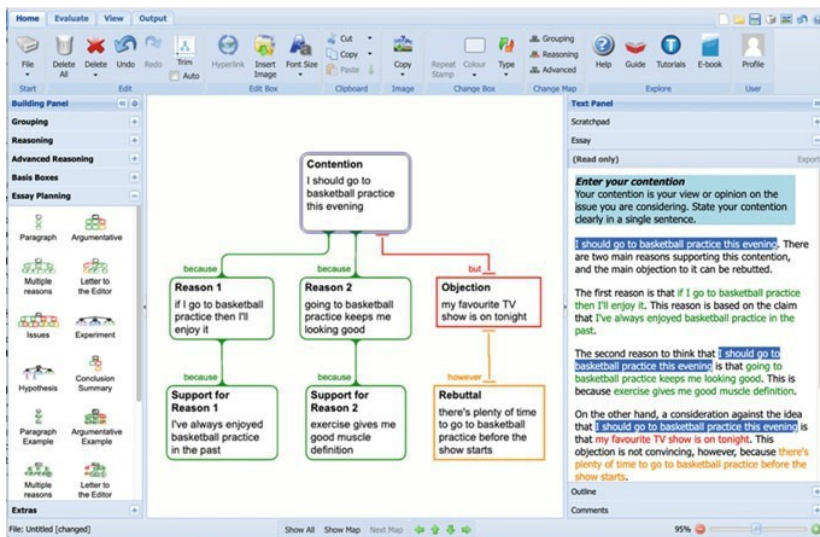 Home Evaluate View Output
File Delete All Delete Undo Redo Trim Auto Hyperlink Insert Image Font Size Cut Copy Paste Copy Repeat Stamp Colour Type Grouping Reasoning Advanced Help Guide Tutorials E-book Profile
Start Edit Edit Box Clipboard Image Change Box Change Map Explore User
Building Panel
Grouping
Reasoning
Advanced Reasoning
Basis Boxes
Essay Planning
Paragraph Argumentative
Multiple reasons Letter to the Editor
Issues Experiment
Hypothesis Conclusion Summary
Paragraph Example Argumentative Example
Multiple reasons Letter to the Editor
Extras
Contention
I should go to
basketball practice
this evening
because because but
Reason 1
if I go to basketball
practice then I'll
enjoy it
Reason 2
going to basketball
practice keeps me
looking good
Objection
my favourite TV
show is on tonight
because because however
Support for
Reason 1
I've always enjoyed
basketball practice
in the past
Support for
Reason 2
exercise gives me
good muscle
definition
Rebuttal
there's plenty of time
to go to basketball
practice before the
show starts
Text Panel
Scratchpad
Essay
(Read only) Export
Enter your contention
Your contention is your view or opinion on the
issue you are considering. State your contention
clearly in a single sentence.
I should go to basketball practice this evening. There
are two main reasons supporting this contention,
and the main objection to it can be rebutted.
The first reason is that if I go to basketball practice
then I'll enjoy it. This reason is based on the claim
that I've always enjoyed basketball practice in the
past.
The second reason to think that I should go to
basketball practice this evening is that going to
basketball practice keeps me looking good. This is
because exercise gives me good muscle definition.
On the other hand, a consideration against the idea
that I should go to basketball practice this evening is
that my favourite TV show is on tonight. This
objection is not convincing, however, because there's
plenty of time to go to basketball practice before the
show starts.
Outline
Comments
File: Untitled [changed] Show All Show Map Next Map 95%